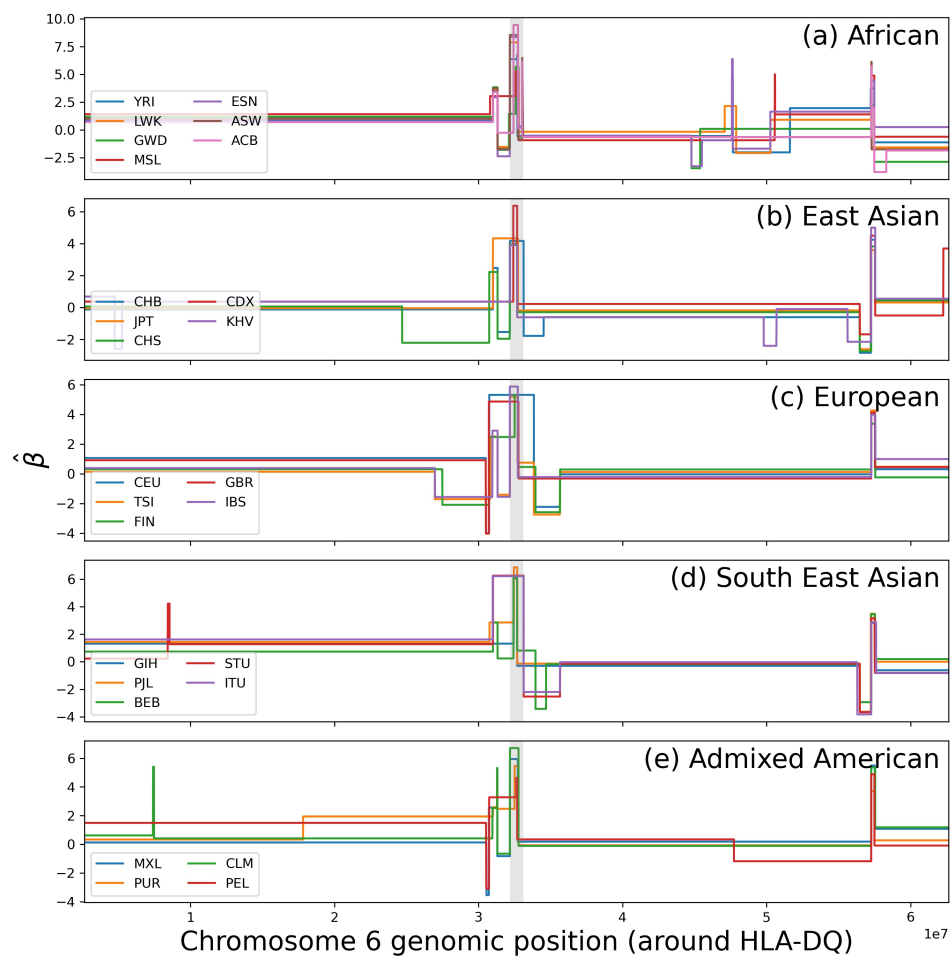 (a) African
10.0
7.5
5.0
2.5
0.0
−2.5
YRI ESN
LWK ASW
GWD ACB
MSL
(b) East Asian
6
4
2
0
−2
CHB CDX
JPT KHV
CHS
(c) European
6
4
2
0
−2
−4
β̂
CEU GBR
TSI IBS
FIN
(d) South East Asian
6
4
2
0
−2
−4
GIH STU
PJL ITU
BEB
(e) Admixed American
6
4
2
0
−2
−4
MXL CLM
PUR PEL
1 2 3 4 5 6
1e7
Chromosome 6 genomic position (around HLA-DQ)